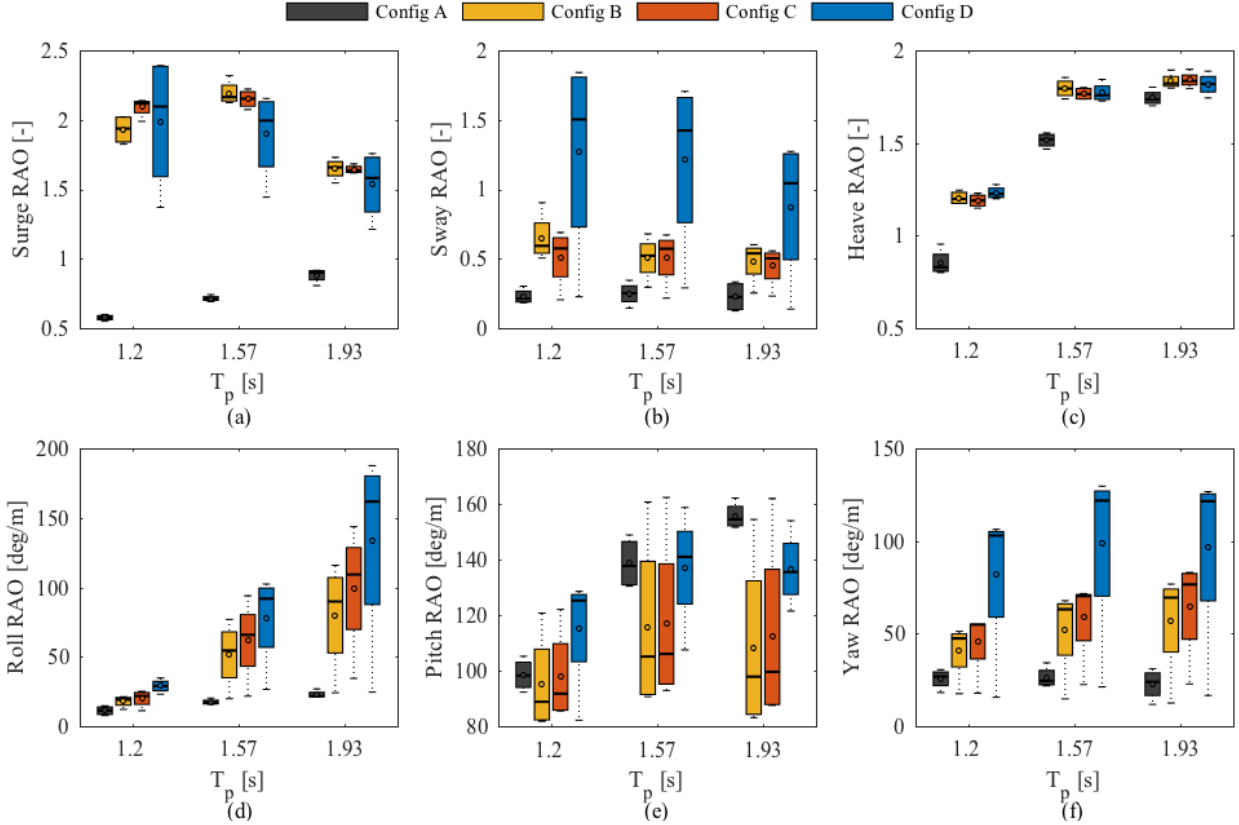 Config A Config B Config C Config D
Surge RAO [-]
2.5
2
1.5
1
0.5
1.2 1.57 1.93
T_p [s]
(a)
Sway RAO [-]
2
1.5
1
0.5
0
1.2 1.57 1.93
T_p [s]
(b)
Heave RAO [-]
2
1.5
1
0.5
1.2 1.57 1.93
T_p [s]
(c)
Roll RAO [deg/m]
200
150
100
50
0
1.2 1.57 1.93
T_p [s]
(d)
Pitch RAO [deg/m]
180
160
140
120
100
80
1.2 1.57 1.93
T_p [s]
(e)
Yaw RAO [deg/m]
150
100
50
0
1.2 1.57 1.93
T_p [s]
(f)